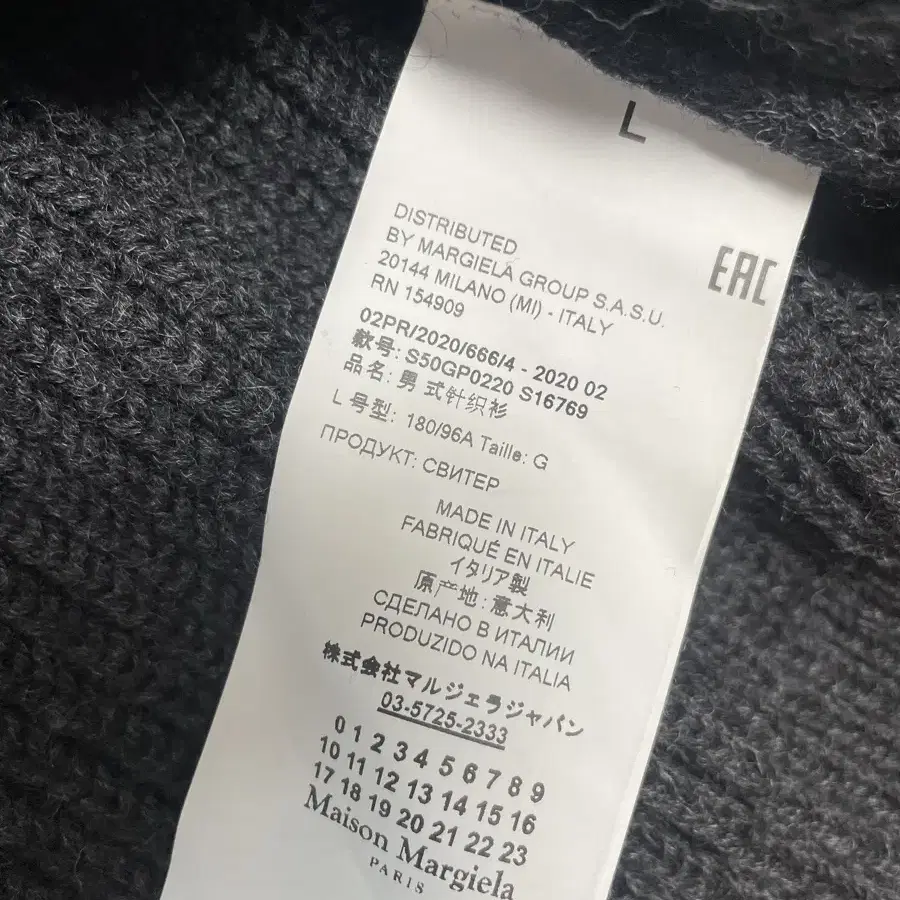 L
DISTRIBUTED
BY MARGIELA GROUP S.A.S.U.
20144 MILANO (MI) - ITALY
RN 154909
EAC
02PR/2020/666/4 - 2020 02
款号: S50GP0220 S16769
品名: 男式针织衫
L 号型: 180/96A Taille: G
ПРОДУКТ: СВИТЕР
MADE IN ITALY
FABRIQUÉ EN ITALIE
イタリア製
原产地: 意大利
СДЕЛАНО В ИТАЛИИ
PRODUZIDO NA ITALIA
株式会社マルジェラジャパン
03-5725-2333
0 1 2 3 4 5 6 7 8 9
10 11 12 13 14 15 16
17 18 19 20 21 22 23
Maison Margiela
PARIS